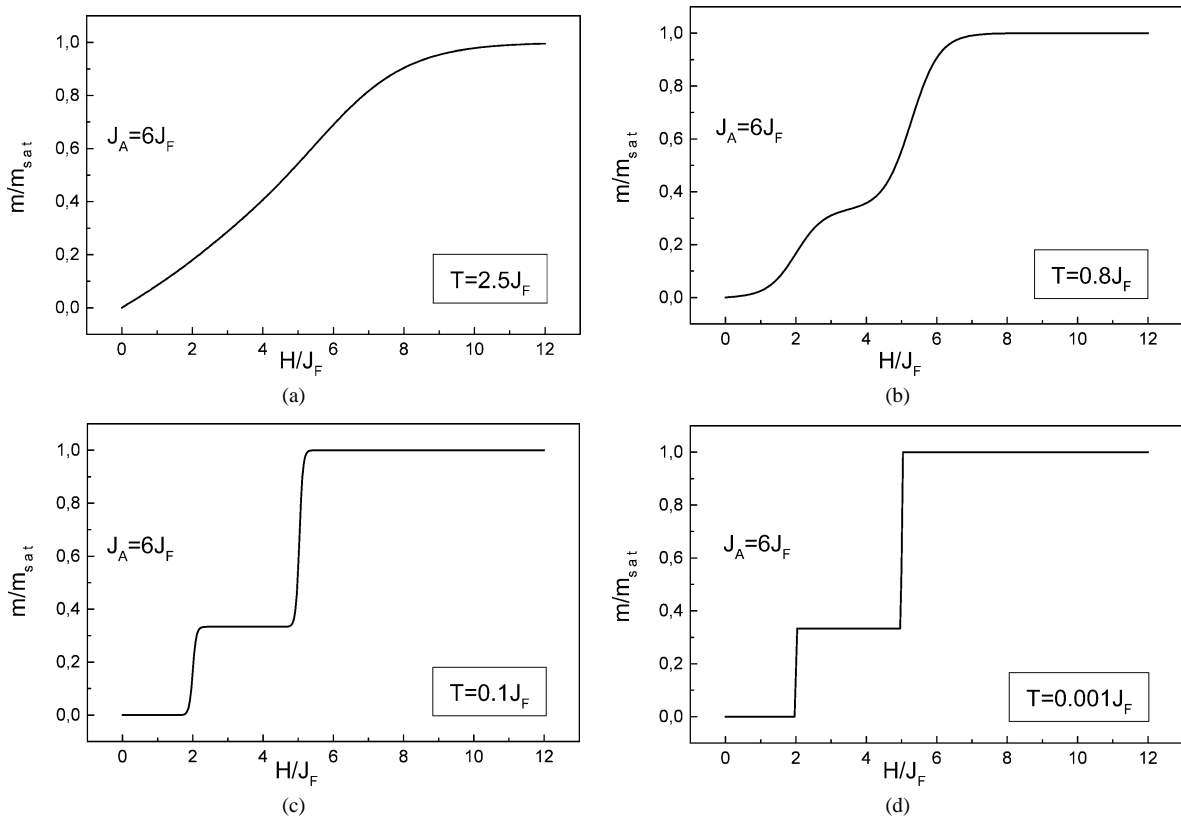 1,0
0,8
0,6
0,4
0,2
0,0
m/m_sat
J_A=6J_F
T=2.5J_F
0 2 4 6 8 10 12
H/J_F
(a)
1,0
0,8
0,6
0,4
0,2
0,0
m/m_sat
J_A=6J_F
T=0.8J_F
0 2 4 6 8 10 12
H/J_F
(b)
1,0
0,8
0,6
0,4
0,2
0,0
m/m_sat
J_A=6J_F
T=0.1J_F
0 2 4 6 8 10 12
H/J_F
(c)
1,0
0,8
0,6
0,4
0,2
0,0
m/m_sat
J_A=6J_F
T=0.001J_F
0 2 4 6 8 10 12
H/J_F
(d)